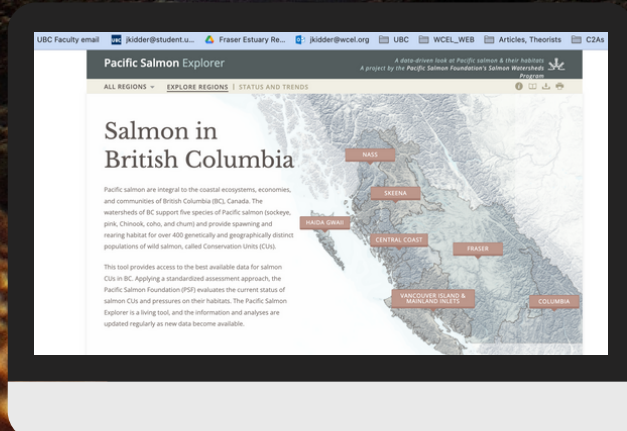 UBC Faculty email jkidder@student.u... Fraser Estuary Re... jkidder@wcel.org UBC WCEL_WEB Articles, Theorists C2As
Pacific Salmon Explorer
A data-driven look at Pacific salmon & their habitats
A project by the Pacific Salmon Foundation's Salmon Watersheds
Program
ALL REGIONS EXPLORE REGIONS | STATUS AND TRENDS
Salmon in
British Columbia
Pacific salmon are integral to the coastal ecosystems, economies,
and communities of British Columbia (BC), Canada. The
watersheds of BC support five species of Pacific salmon (sockeye,
pink, Chinook, coho, and chum) and provide spawning and
rearing habitat for over 400 genetically and geographically distinct
populations of wild salmon, called Conservation Units (CUs).
This tool provides access to the best available data for salmon
CUs in BC. Applying a standardized assessment approach, the
Pacific Salmon Foundation (PSF) evaluates the current status of
salmon CUs and pressures on their habitats. The Pacific Salmon
Explorer is a living tool, and the information and analyses are
updated regularly as new data become available.
NASS
SKEENA
HAIDA GWAII
CENTRAL COAST
FRASER
VANCOUVER ISLAND &
MAINLAND INLETS
COLUMBIA